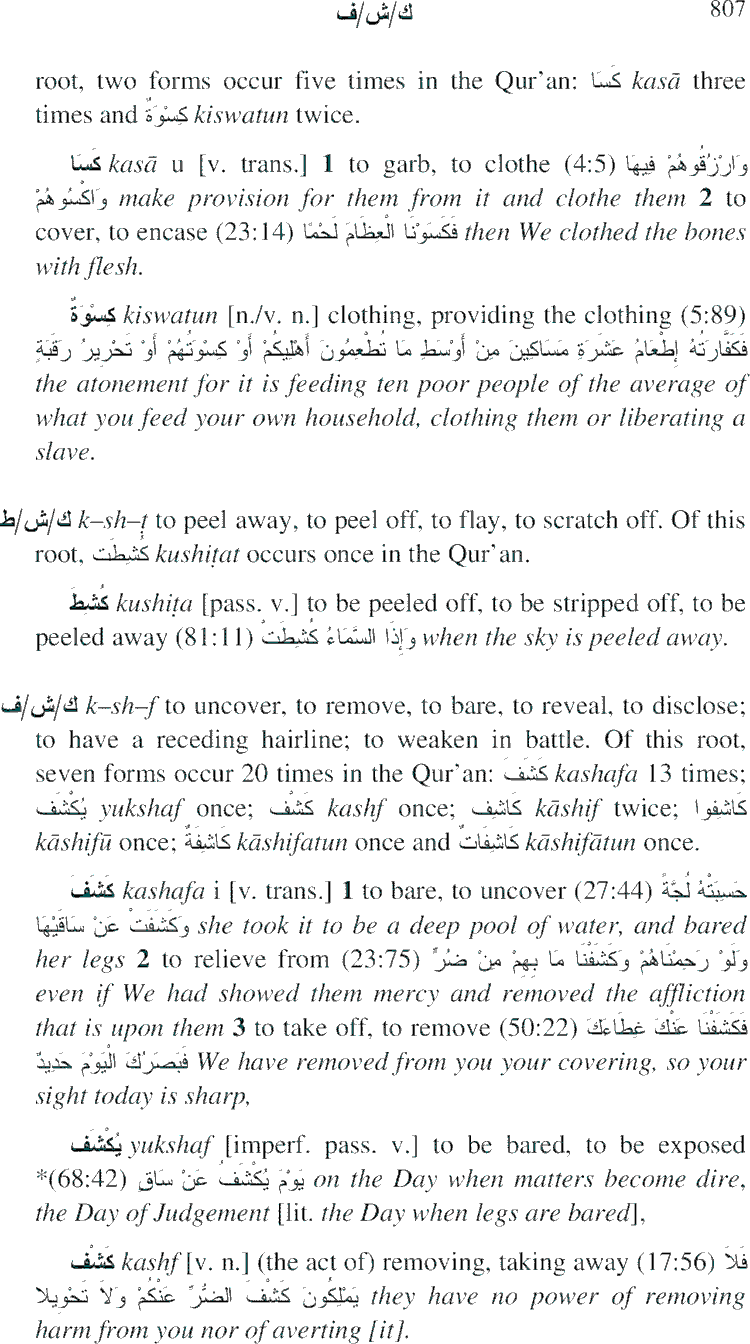 ك/ش/ف 807
root, two forms occur five times in the Qur'an: كَسَا kasā three
times and كِسْوَةٌ kiswatun twice.
كَسَا kasā u [v. trans.] 1 to garb, to clothe (4:5) وَارْزُقُوهُمْ فِيهَا
وَاكْسُوهُمْ make provision for them from it and clothe them 2 to
cover, to encase (23:14) فَكَسَوْنَا الْعِظَامَ لَحْمًا then We clothed the bones
with flesh.
كِسْوَةٌ kiswatun [n./v. n.] clothing, providing the clothing (5:89)
فَكَفَّارَتُهُ إِطْعَامُ عَشَرَةِ مَسَاكِينَ مِنْ أَوْسَطِ مَا تُطْعِمُونَ أَهْلِيكُمْ أَوْ كِسْوَتُهُمْ أَوْ تَحْرِيرُ رَقَبَةٍ
the atonement for it is feeding ten poor people of the average of
what you feed your own household, clothing them or liberating a
slave.
ك/ش/ط k–sh–ṭ to peel away, to peel off, to flay, to scratch off. Of this
root, كُشِطَت kushiṭat occurs once in the Qur'an.
كُشِطَ kushiṭa [pass. v.] to be peeled off, to be stripped off, to be
peeled away (81:11) وَإِذَا السَّمَاءُ كُشِطَتْ when the sky is peeled away.
ك/ش/ف k–sh–f to uncover, to remove, to bare, to reveal, to disclose;
to have a receding hairline; to weaken in battle. Of this root,
seven forms occur 20 times in the Qur'an: كَشَفَ kashafa 13 times;
يُكْشَف yukshaf once; كَشْف kashf once; كَاشِف kāshif twice; كَاشِفوا
kāshifū once; كَاشِفَةٌ kāshifatun once and كَاشِفَاتٌ kāshifātun once.
كَشَفَ kashafa i [v. trans.] 1 to bare, to uncover (27:44) حَسِبَتْهُ لُجَّةً
وَكَشَفَتْ عَنْ سَاقَيْهَا she took it to be a deep pool of water, and bared
her legs 2 to relieve from (23:75) وَلَوْ رَحِمْنَاهُمْ وَكَشَفْنَا مَا بِهِمْ مِنْ ضُرٍّ
even if We had showed them mercy and removed the affliction
that is upon them 3 to take off, to remove (50:22) فَكَشَفْنَا عَنْكَ غِطَاءَكَ
فَبَصَرُكَ الْيَوْمَ حَدِيدٌ We have removed from you your covering, so your
sight today is sharp,
يُكْشَف yukshaf [imperf. pass. v.] to be bared, to be exposed
*(68:42) يَوْمَ يُكْشَفُ عَنْ سَاقٍ on the Day when matters become dire,
the Day of Judgement [lit. the Day when legs are bared],
كَشْف kashf [v. n.] (the act of) removing, taking away (17:56) فَلَا
يَمْلِكُونَ كَشْفَ الضُّرِّ عَنْكُمْ وَلَا تَحْوِيلا they have no power of removing
harm from you nor of averting [it].